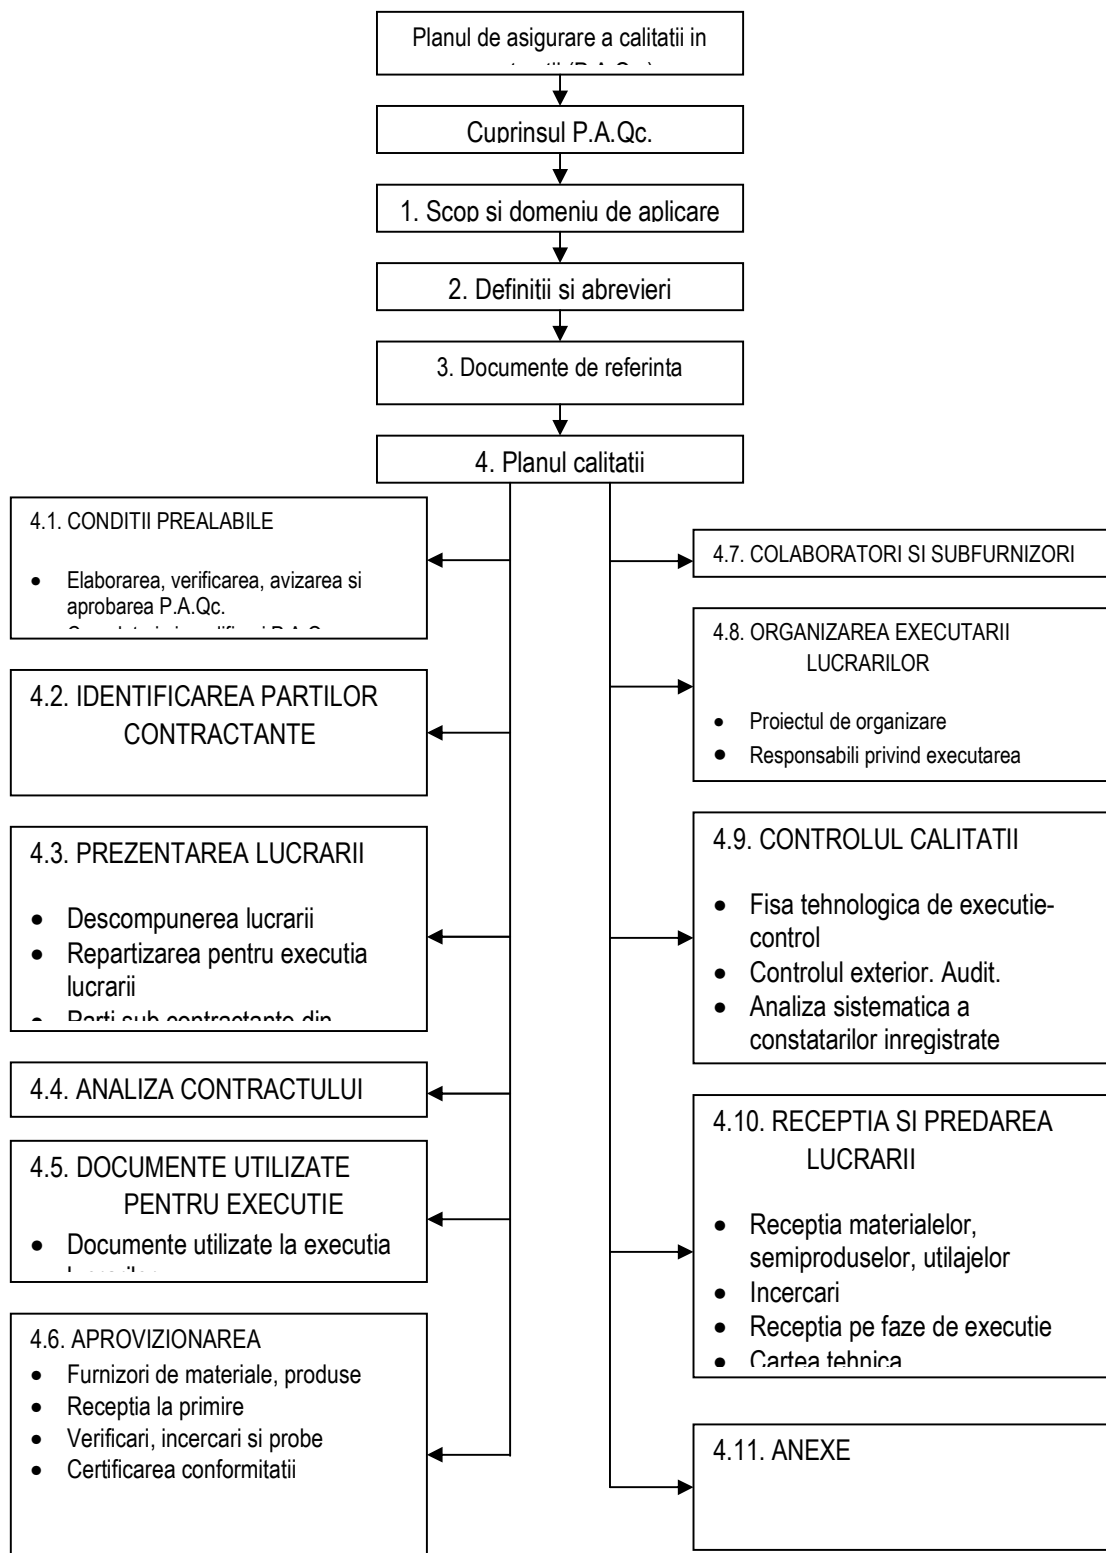 Planul de asigurare a calitatii in
Cuprinsul P.A.Qc.
1. Scop si domeniu de aplicare
2. Definitii si abrevieri
3. Documente de referinta
4. Planul calitatii
4.1. CONDITII PREALABILE
• Elaborarea, verificarea, avizarea si
aprobarea P.A.Qc.
4.2. IDENTIFICAREA PARTILOR
CONTRACTANTE
4.3. PREZENTAREA LUCRARII
• Descompunerea lucrarii
• Repartizarea pentru executia
lucrarii
• Parti sub contractante din
4.4. ANALIZA CONTRACTULUI
4.5. DOCUMENTE UTILIZATE
PENTRU EXECUTIE
• Documente utilizate la executia
4.6. APROVIZIONAREA
• Furnizori de materiale, produse
• Receptia la primire
• Verificari, incercari si probe
• Certificarea conformitatii
4.7. COLABORATORI SI SUBFURNIZORI
4.8. ORGANIZAREA EXECUTARII
LUCRARILOR
• Proiectul de organizare
• Responsabili privind executarea
4.9. CONTROLUL CALITATII
• Fisa tehnologica de executie-
control
• Controlul exterior. Audit.
• Analiza sistematica a
constatarilor inregistrate
4.10. RECEPTIA SI PREDAREA
LUCRARII
• Receptia materialelor,
semiproduselor, utilajelor
• Incercari
• Receptia pe faze de executie
• Cartea tehnica
4.11. ANEXE